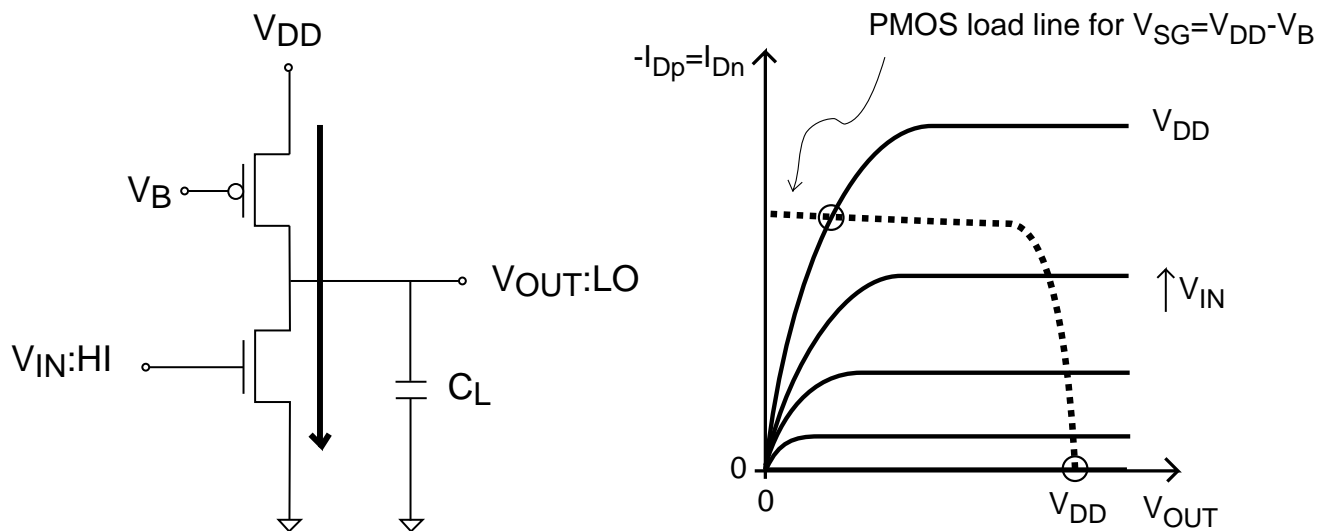 PMOS load line for VSG=VDD-VB
VDD
-IDp=IDn
VDD
VB
VOUT:LO
VIN
VIN:HI
CL
0
0
VDD
VOUT